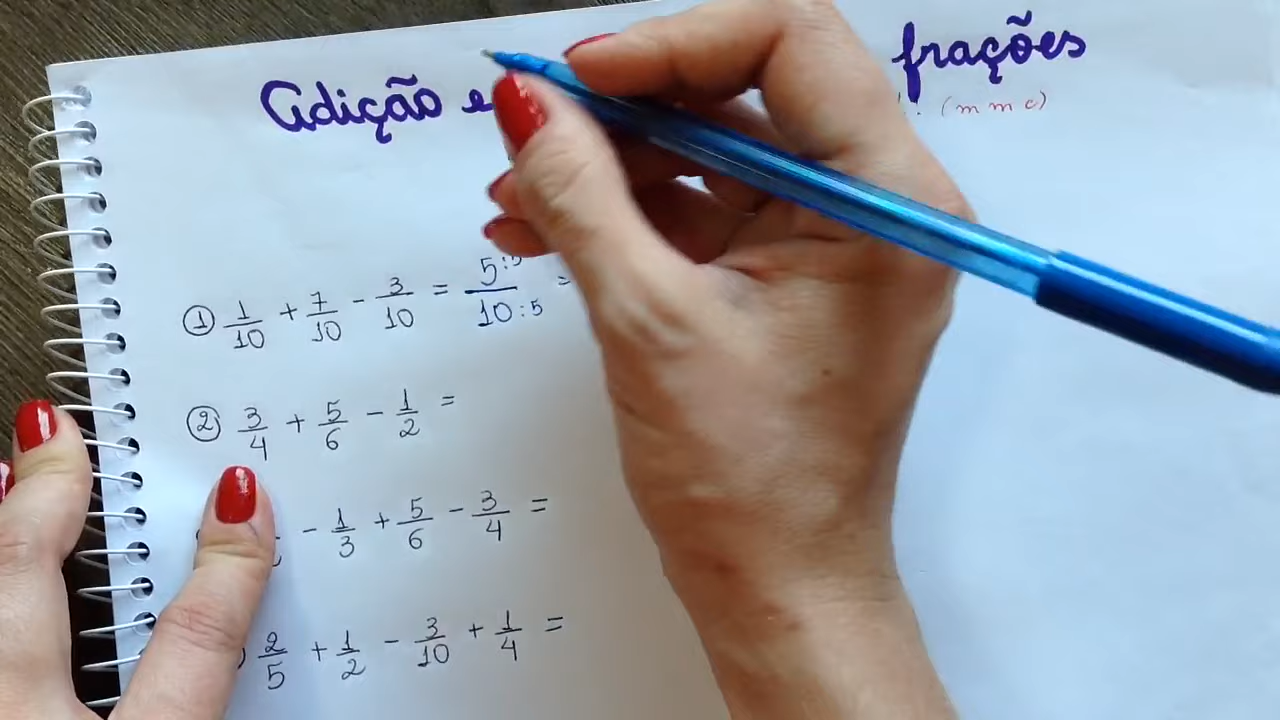 Adição e frações
(m m c)
① 1/10 + 7/10 - 3/10 = 5:5/10:5 =
② 3/4 + 5/6 - 1/2 =
- 1/3 + 5/6 - 3/4 =
2/5 + 1/2 - 3/10 + 1/4 =